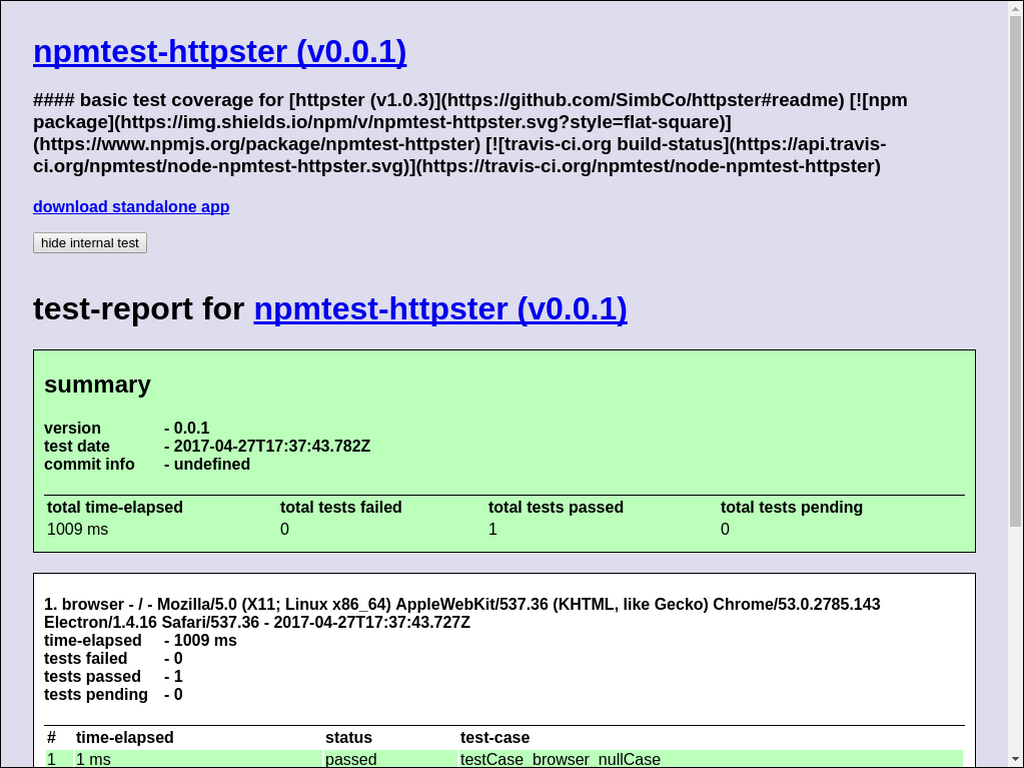 npmtest-httpster (v0.0.1)
#### basic test coverage for [httpster (v1.0.3)](https://github.com/SimbCo/httpster#readme) [![npm
package](https://img.shields.io/npm/v/npmtest-httpster.svg?style=flat-square)]
(https://www.npmjs.org/package/npmtest-httpster) [![travis-ci.org build-status](https://api.travis-
ci.org/npmtest/node-npmtest-httpster.svg)](https://travis-ci.org/npmtest/node-npmtest-httpster)
download standalone app
hide internal test
test-report for npmtest-httpster (v0.0.1)
summary
version - 0.0.1
test date - 2017-04-27T17:37:43.782Z
commit info - undefined
total time-elapsed total tests failed total tests passed total tests pending
1009 ms 0 1 0
1. browser - / - Mozilla/5.0 (X11; Linux x86_64) AppleWebKit/537.36 (KHTML, like Gecko) Chrome/53.0.2785.143
Electron/1.4.16 Safari/537.36 - 2017-04-27T17:37:43.727Z
time-elapsed - 1009 ms
tests failed - 0
tests passed - 1
tests pending - 0
# time-elapsed status test-case
1 1 ms passed testCase_browser_nullCase